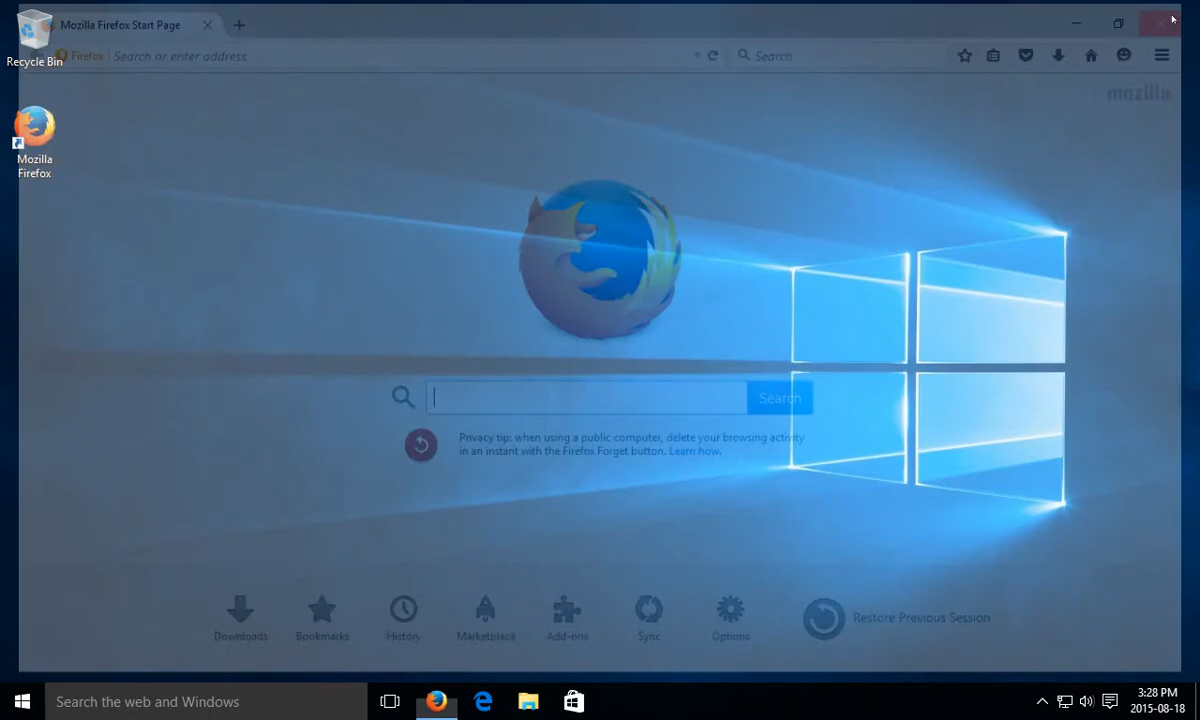 Mozilla Firefox Start Page
Recycle Bin
Firefox
Search or enter address
Search
mozilla
Mozilla
Firefox
Search
Privacy tip: when using a public computer, delete your browsing activity
in an instant with the Firefox Forget button. Learn how.
Downloads
Bookmarks
History
Marketplace
Add-ons
Sync
Options
Restore Previous Session
Search the web and Windows
3:28 PM
2015-08-18